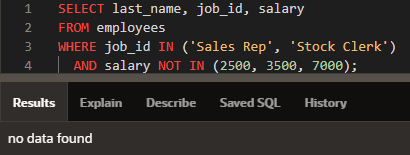 1 SELECT last_name, job_id, salary
2 FROM employees
3 WHERE job_id IN ('Sales Rep', 'Stock Clerk')
4 AND salary NOT IN (2500, 3500, 7000);
Results Explain Describe Saved SQL History
no data found